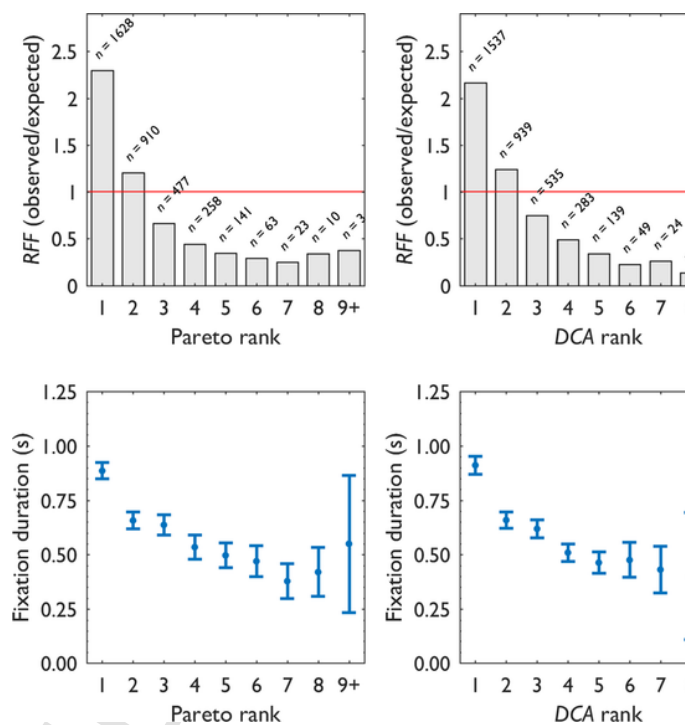 RFF (observed/expected)
2.5
2
1.5
1
0.5
0
n = 1628
n = 910
n = 477
n = 258
n = 141
n = 63
n = 23
n = 10
n = 3
1 2 3 4 5 6 7 8 9+
Pareto rank
RFF (observed/expected)
2.5
2
1.5
1
0.5
0
n = 1537
n = 939
n = 535
n = 283
n = 139
n = 49
n = 24
1 2 3 4 5 6 7
DCA rank
Fixation duration (s)
1.25
1.00
0.75
0.50
0.25
0.00
1 2 3 4 5 6 7 8 9+
Pareto rank
Fixation duration (s)
1.25
1.00
0.75
0.50
0.25
0.00
1 2 3 4 5 6 7
DCA rank